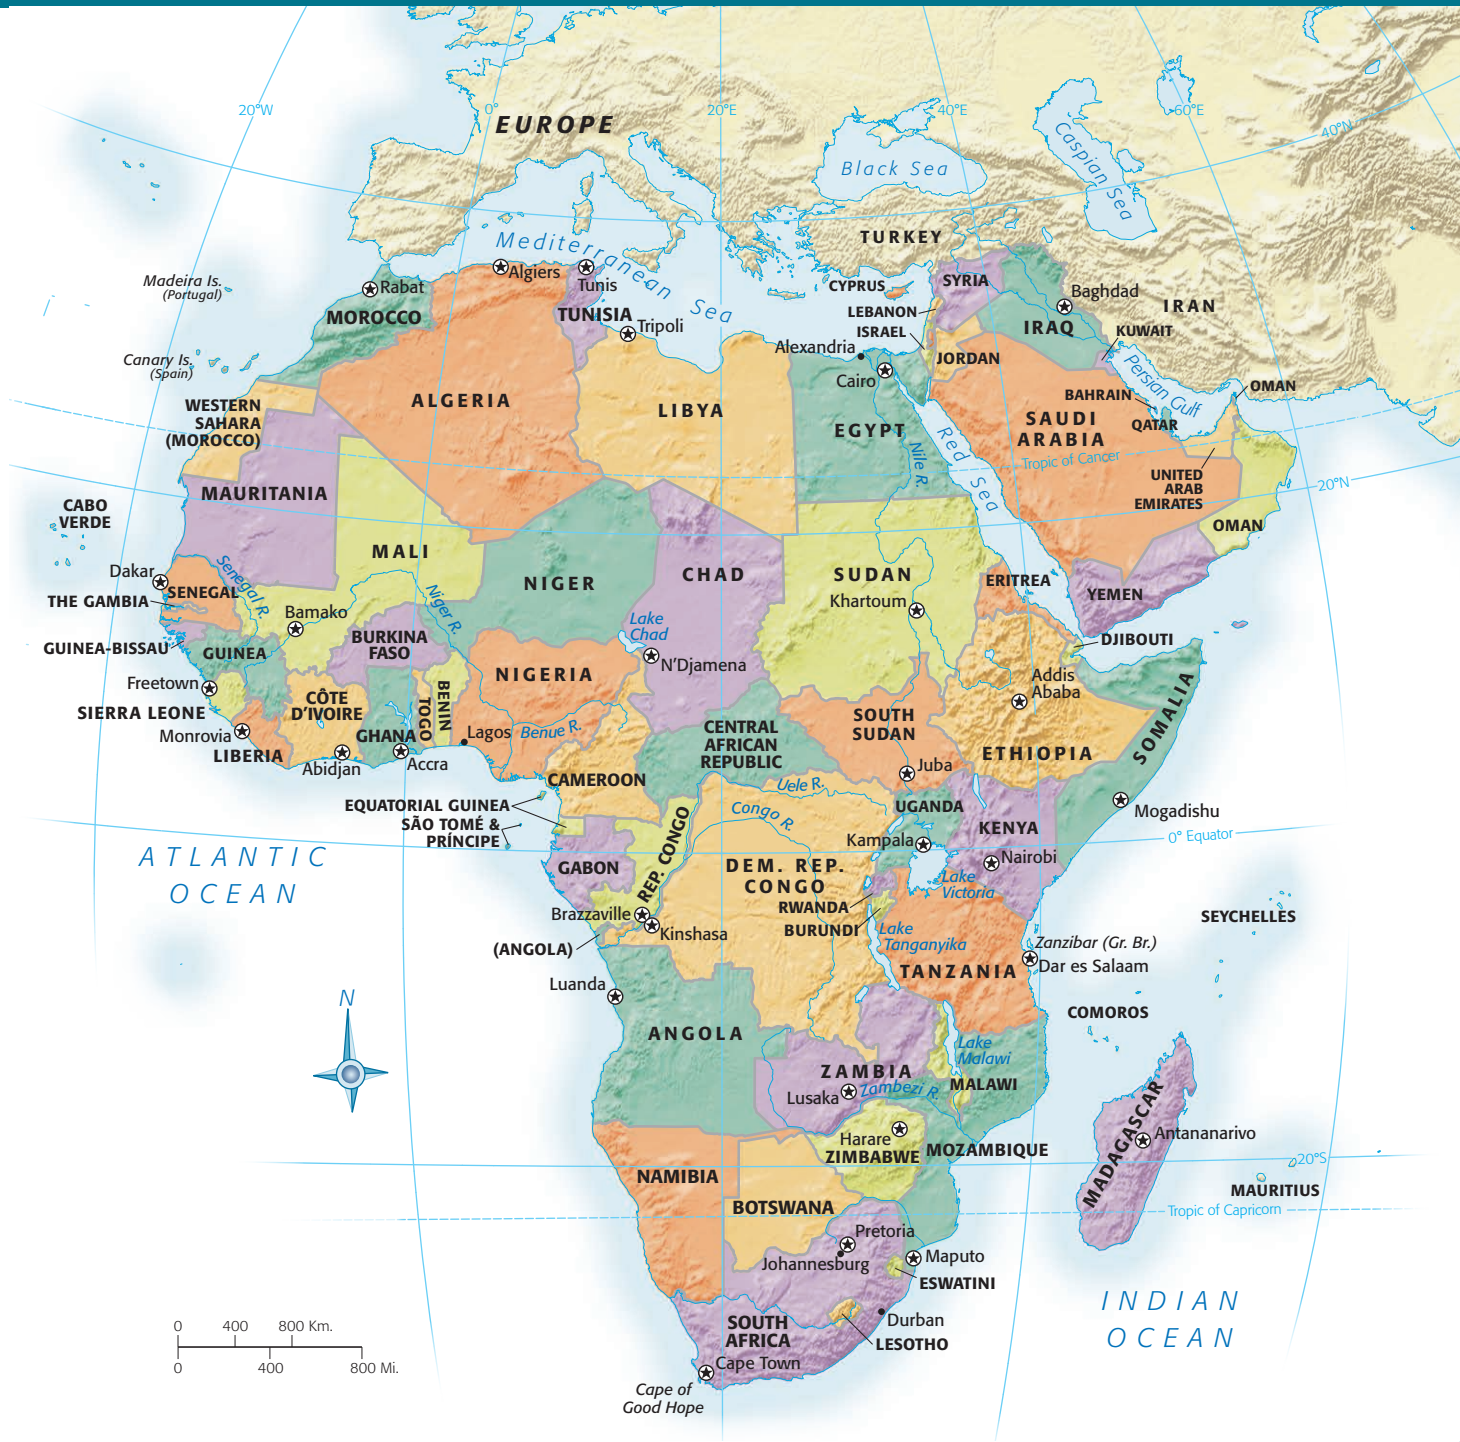 20°W
0°
20°E
40°E
60°E
40°N
EUROPE
Black Sea
Caspian Sea
TURKEY
Mediterranean Sea
Madeira Is.
(Portugal)
Rabat
Algiers
Tunis
CYPRUS
SYRIA
Baghdad
IRAN
MOROCCO
TUNISIA
Tripoli
LEBANON
ISRAEL
IRAQ
KUWAIT
Alexandria
JORDAN
Canary Is.
(Spain)
Cairo
Persian Gulf
OMAN
BAHRAIN
QATAR
WESTERN
SAHARA
(MOROCCO)
ALGERIA
LIBYA
EGYPT
SAUDI
ARABIA
Nile R.
Red Sea
Tropic of Cancer
UNITED
ARAB
EMIRATES
20°N
MAURITANIA
CABO
VERDE
OMAN
MALI
NIGER
CHAD
SUDAN
Khartoum
ERITREA
YEMEN
Dakar
SENEGAL
Senegal R.
THE GAMBIA
Bamako
Niger R.
BURKINA
FASO
Lake
Chad
N'Djamena
DJIBOUTI
GUINEA-BISSAU
GUINEA
NIGERIA
Addis
Ababa
Freetown
CÔTE
D'IVOIRE
BENIN
TOGO
SIERRA LEONE
Monrovia
LIBERIA
GHANA
Lagos
Benue R.
CENTRAL
AFRICAN
REPUBLIC
SOUTH
SUDAN
SOMALIA
ETHIOPIA
Abidjan
Accra
CAMEROON
Juba
Uele R.
EQUATORIAL GUINEA
SÃO TOMÉ &
PRÍNCIPE
Congo R.
UGANDA
KENYA
Mogadishu
0° Equator
Kampala
Nairobi
ATLANTIC
OCEAN
GABON
REP. CONGO
DEM. REP.
CONGO
Lake
Victoria
RWANDA
SEYCHELLES
Brazzaville
BURUNDI
Kinshasa
Lake
Tanganyika
(ANGOLA)
Zanzibar (Gr. Br.)
Dar es Salaam
TANZANIA
Luanda
N
ANGOLA
COMOROS
Lake
Malawi
ZAMBIA
MALAWI
Lusaka
Zambezi R.
MADAGASCAR
Antananarivo
Harare
ZIMBABWE
MOZAMBIQUE
20°S
NAMIBIA
MAURITIUS
BOTSWANA
Tropic of Capricorn
Pretoria
Johannesburg
Maputo
ESWATINI
INDIAN
OCEAN
Durban
SOUTH
AFRICA
LESOTHO
0 400 800 Km.
0 400 800 Mi.
Cape Town
Cape of
Good Hope